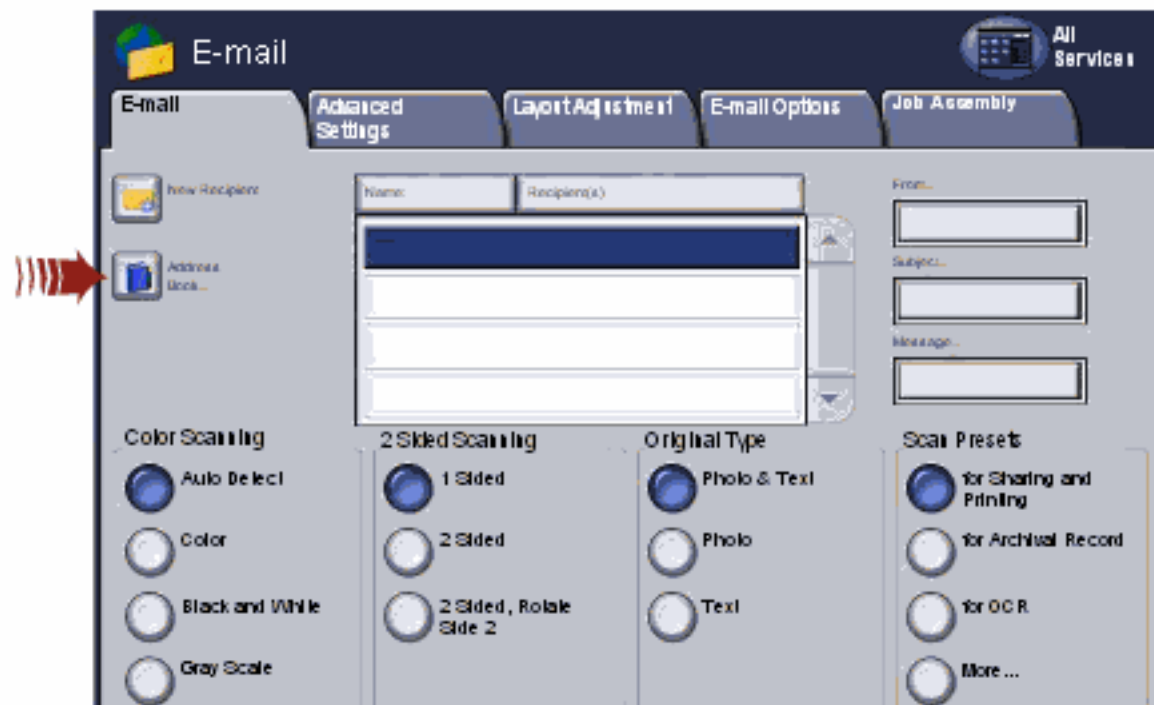 E-mail
All
Services
E-mail
Advanced
Settings
Layout Adjustment
E-mail Options
Job Assembly
New Recipient
Name:
Recipient(s)
From...
Address
Book...
Subject...
Message...
Color Scanning
2 Sided Scanning
Original Type
Scan Presets
Auto Detect
1 Sided
Photo & Text
for Sharing and
Printing
Color
2 Sided
Photo
for Archival Record
Black and White
2 Sided, Rotate
Side 2
Text
for OCR
Gray Scale
More ...